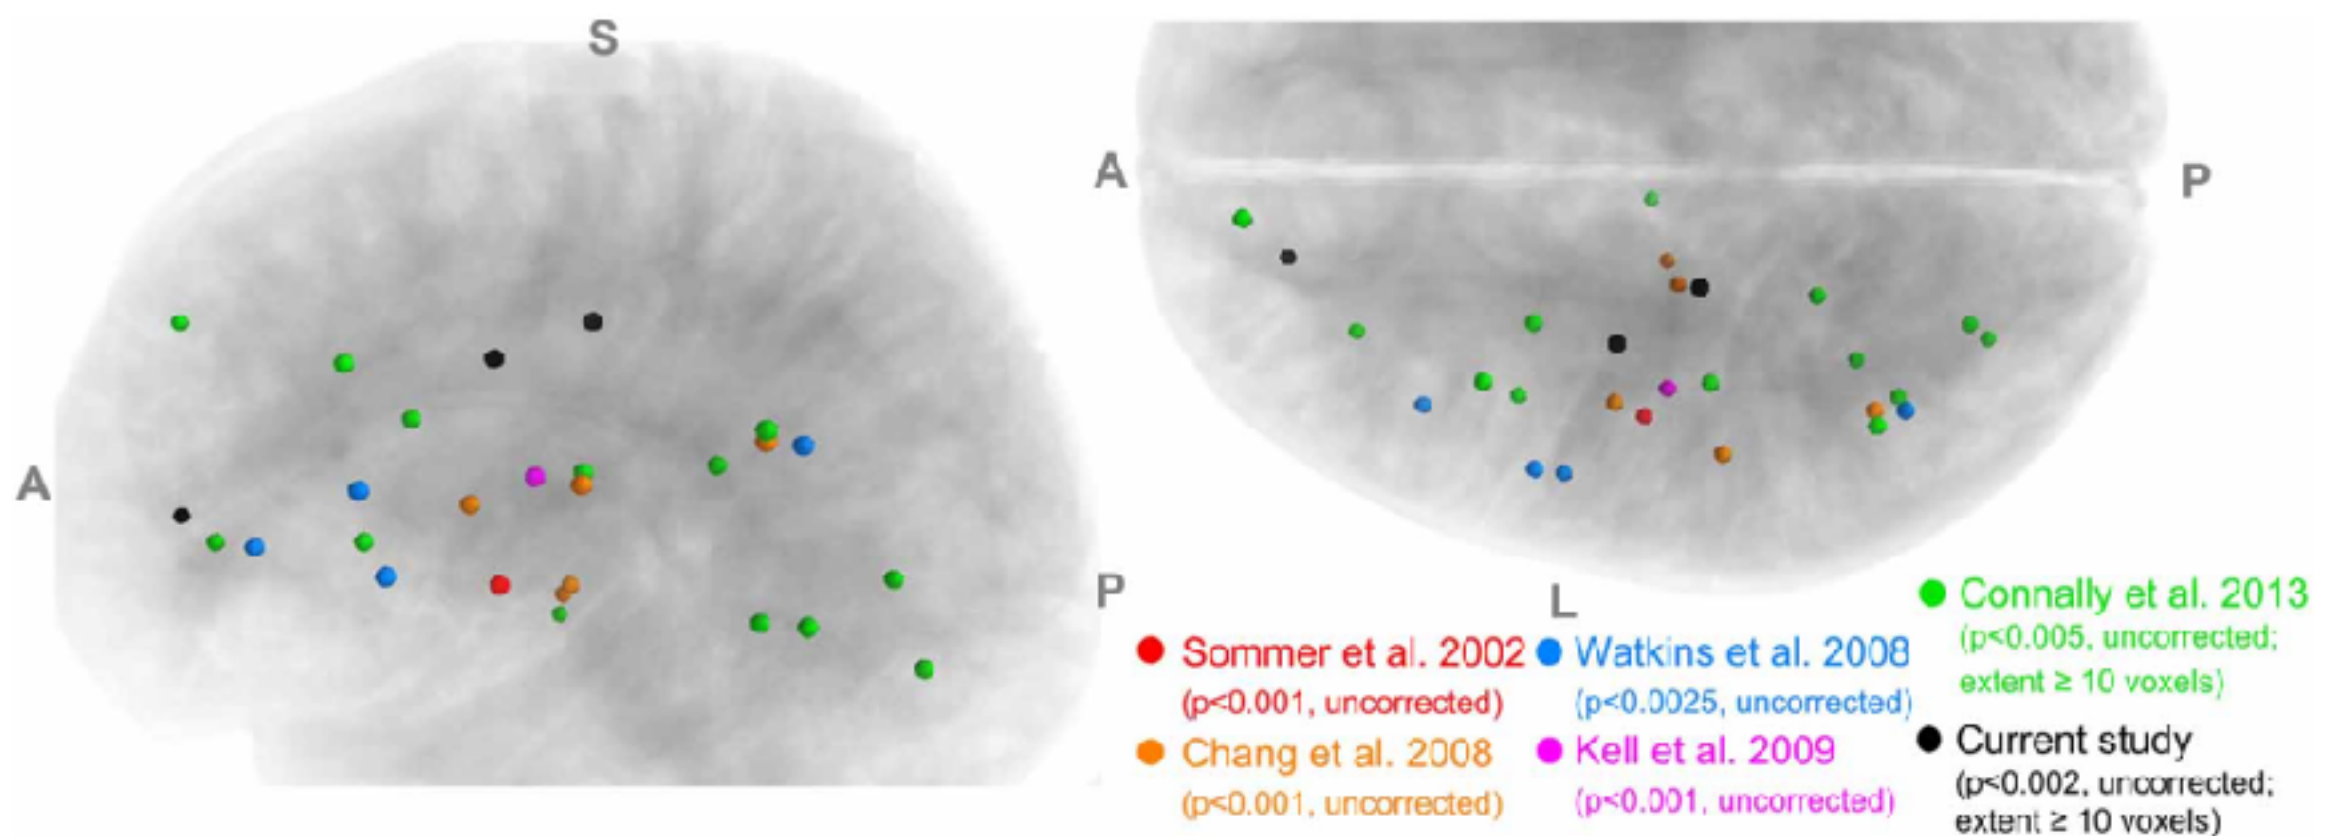 S
A
P
A
P
L
Sommer et al. 2002
(p<0.001, uncorrected)
Chang et al. 2008
(p<0.001, uncorrected)
Watkins et al. 2008
(p<0.0025, uncorrected)
Kell et al. 2009
(p<0.001, uncorrected)
Connally et al. 2013
(p<0.005, uncorrected;
extent ≥ 10 voxels)
Current study
(p<0.002, uncorrected;
extent ≥ 10 voxels)